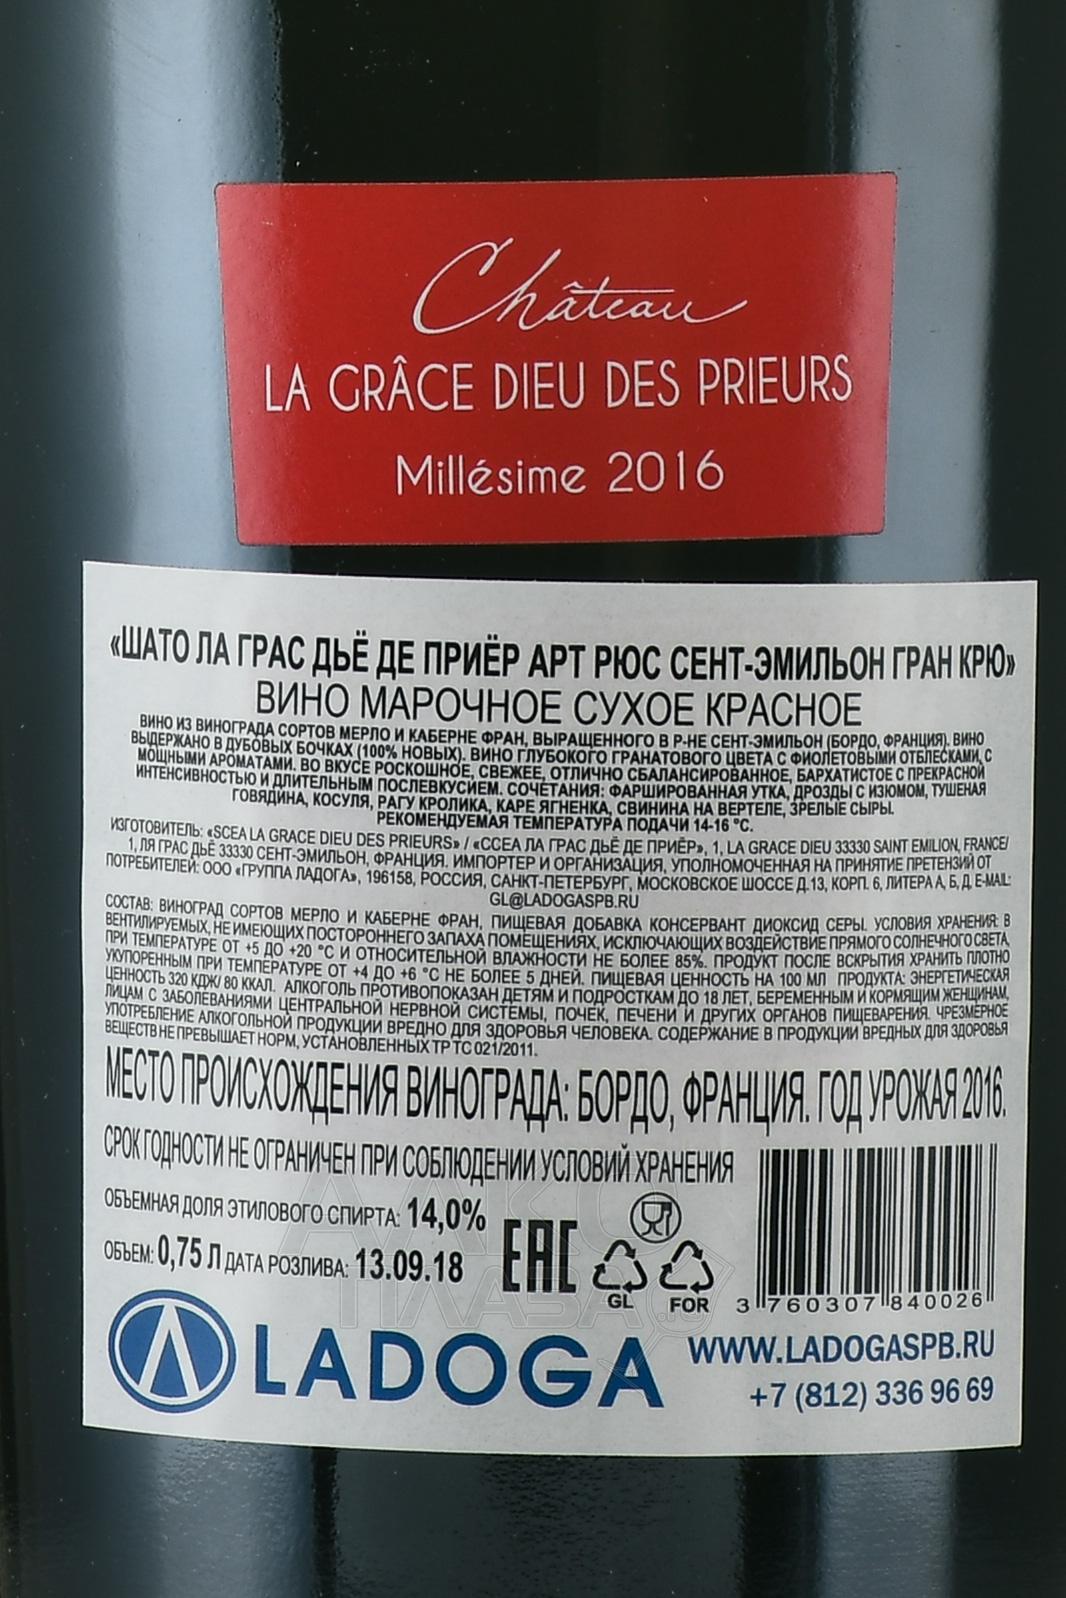 Château
LA GRÂCE DIEU DES PRIEURS
Millésime 2016
«ШАТО ЛА ГРАС ДЬЁ ДЕ ПРИЁР АРТ РЮС СЕНТ-ЭМИЛЬОН ГРАН КРЮ»
ВИНО МАРОЧНОЕ СУХОЕ КРАСНОЕ
ВИНО ИЗ ВИНОГРАДА СОРТОВ МЕРЛО И КАБЕРНЕ ФРАН, ВЫРАЩЕННОГО В Р-НЕ СЕНТ-ЭМИЛЬОН (БОРДО, ФРАНЦИЯ). ВИНО
ВЫДЕРЖАНО В ДУБОВЫХ БОЧКАХ (100% НОВЫХ). ВИНО ГЛУБОКОГО ГРАНАТОВОГО ЦВЕТА С ФИОЛЕТОВЫМИ ОТБЛЕСКАМИ, С
МОЩНЫМИ АРОМАТАМИ. ВО ВКУСЕ РОСКОШНОЕ, СВЕЖЕЕ, ОТЛИЧНО СБАЛАНСИРОВАННОЕ, БАРХАТИСТОЕ С ПРЕКРАСНОЙ
ИНТЕНСИВНОСТЬЮ И ДЛИТЕЛЬНЫМ ПОСЛЕВКУСИЕМ. СОЧЕТАНИЯ: ФАРШИРОВАННАЯ УТКА, ДРОЗДЫ С ИЗЮМОМ, ТУШЕНАЯ
ГОВЯДИНА, КОСУЛЯ, РАГУ КРОЛИКА, КАРЕ ЯГНЕНКА, СВИНИНА НА ВЕРТЕЛЕ, ЗРЕЛЫЕ СЫРЫ.
РЕКОМЕНДУЕМАЯ ТЕМПЕРАТУРА ПОДАЧИ 14-16 °С.
ИЗГОТОВИТЕЛЬ: «SCEA LA GRACE DIEU DES PRIEURS» / «ССЕА ЛА ГРАС ДЬЁ ДЕ ПРИЁР», 1, LA GRACE DIEU 33330 SAINT EMILION, FRANCE/
1, ЛЯ ГРАС ДЬЁ 33330 СЕНТ-ЭМИЛЬОН, ФРАНЦИЯ. ИМПОРТЕР И ОРГАНИЗАЦИЯ, УПОЛНОМОЧЕННАЯ НА ПРИНЯТИЕ ПРЕТЕНЗИЙ ОТ
ПОТРЕБИТЕЛЕЙ: ООО «ГРУППА ЛАДОГА», 196158, РОССИЯ, САНКТ-ПЕТЕРБУРГ, МОСКОВСКОЕ ШОССЕ Д.13, КОРП. 6, ЛИТЕРА А, Б, Д. E-MAIL:
GL@LADOGASPB.RU
СОСТАВ: ВИНОГРАД СОРТОВ МЕРЛО И КАБЕРНЕ ФРАН, ПИЩЕВАЯ ДОБАВКА КОНСЕРВАНТ ДИОКСИД СЕРЫ. УСЛОВИЯ ХРАНЕНИЯ: В
ВЕНТИЛИРУЕМЫХ, НЕ ИМЕЮЩИХ ПОСТОРОННЕГО ЗАПАХА ПОМЕЩЕНИЯХ, ИСКЛЮЧАЮЩИХ ВОЗДЕЙСТВИЕ ПРЯМОГО СОЛНЕЧНОГО СВЕТА,
ПРИ ТЕМПЕРАТУРЕ ОТ +5 ДО +20 °С И ОТНОСИТЕЛЬНОЙ ВЛАЖНОСТИ НЕ БОЛЕЕ 85%. ПРОДУКТ ПОСЛЕ ВСКРЫТИЯ ХРАНИТЬ ПЛОТНО
УКУПОРЕННЫМ ПРИ ТЕМПЕРАТУРЕ ОТ +4 ДО +6 °С НЕ БОЛЕЕ 5 ДНЕЙ. ПИЩЕВАЯ ЦЕННОСТЬ НА 100 МЛ ПРОДУКТА: ЭНЕРГЕТИЧЕСКАЯ
ЦЕННОСТЬ 320 КДЖ/ 80 ККАЛ. АЛКОГОЛЬ ПРОТИВОПОКАЗАН ДЕТЯМ И ПОДРОСТКАМ ДО 18 ЛЕТ, БЕРЕМЕННЫМ И КОРМЯЩИМ ЖЕНЩИНАМ,
ЛИЦАМ С ЗАБОЛЕВАНИЯМИ ЦЕНТРАЛЬНОЙ НЕРВНОЙ СИСТЕМЫ, ПОЧЕК, ПЕЧЕНИ И ДРУГИХ ОРГАНОВ ПИЩЕВАРЕНИЯ. ЧРЕЗМЕРНОЕ
УПОТРЕБЛЕНИЕ АЛКОГОЛЬНОЙ ПРОДУКЦИИ ВРЕДНО ДЛЯ ЗДОРОВЬЯ ЧЕЛОВЕКА. СОДЕРЖАНИЕ В ПРОДУКЦИИ ВРЕДНЫХ ДЛЯ ЗДОРОВЬЯ
ВЕЩЕСТВ НЕ ПРЕВЫШАЕТ НОРМ, УСТАНОВЛЕННЫХ ТР ТС 021/2011.
МЕСТО ПРОИСХОЖДЕНИЯ ВИНОГРАДА: БОРДО, ФРАНЦИЯ. ГОД УРОЖАЯ 2016.
СРОК ГОДНОСТИ НЕ ОГРАНИЧЕН ПРИ СОБЛЮДЕНИИ УСЛОВИЙ ХРАНЕНИЯ
ОБЪЕМНАЯ ДОЛЯ ЭТИЛОВОГО СПИРТА: 14,0%
ОБЪЕМ: 0,75 Л ДАТА РОЗЛИВА: 13.09.18
EAC
GL FOR
3 760307 840026
LADOGA
WWW.LADOGASPB.RU
+7 (812) 336 96 69
АЛКО
ПЛАЗА.RU